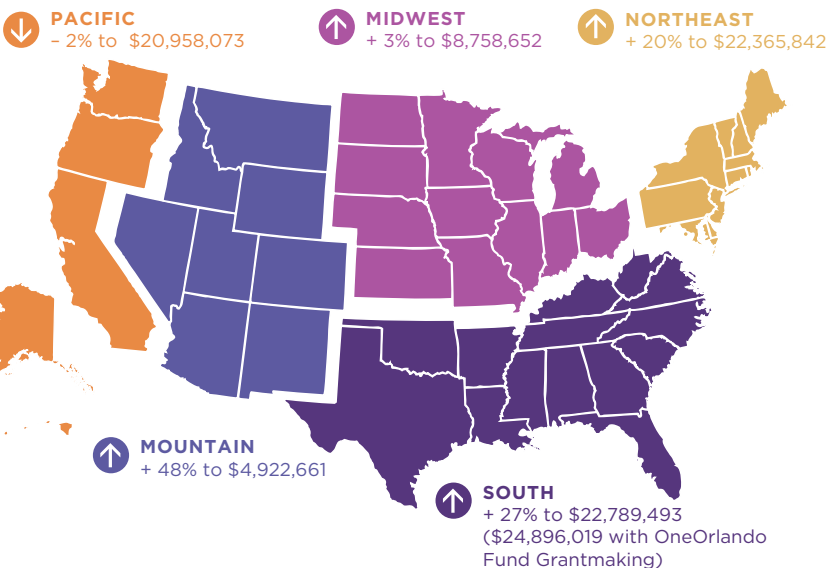 PACIFIC
– 2% to $20,958,073
MIDWEST
+ 3% to $8,758,652
NORTHEAST
+ 20% to $22,365,842
MOUNTAIN
+ 48% to $4,922,661
SOUTH
+ 27% to $22,789,493
($24,896,019 with OneOrlando
Fund Grantmaking)